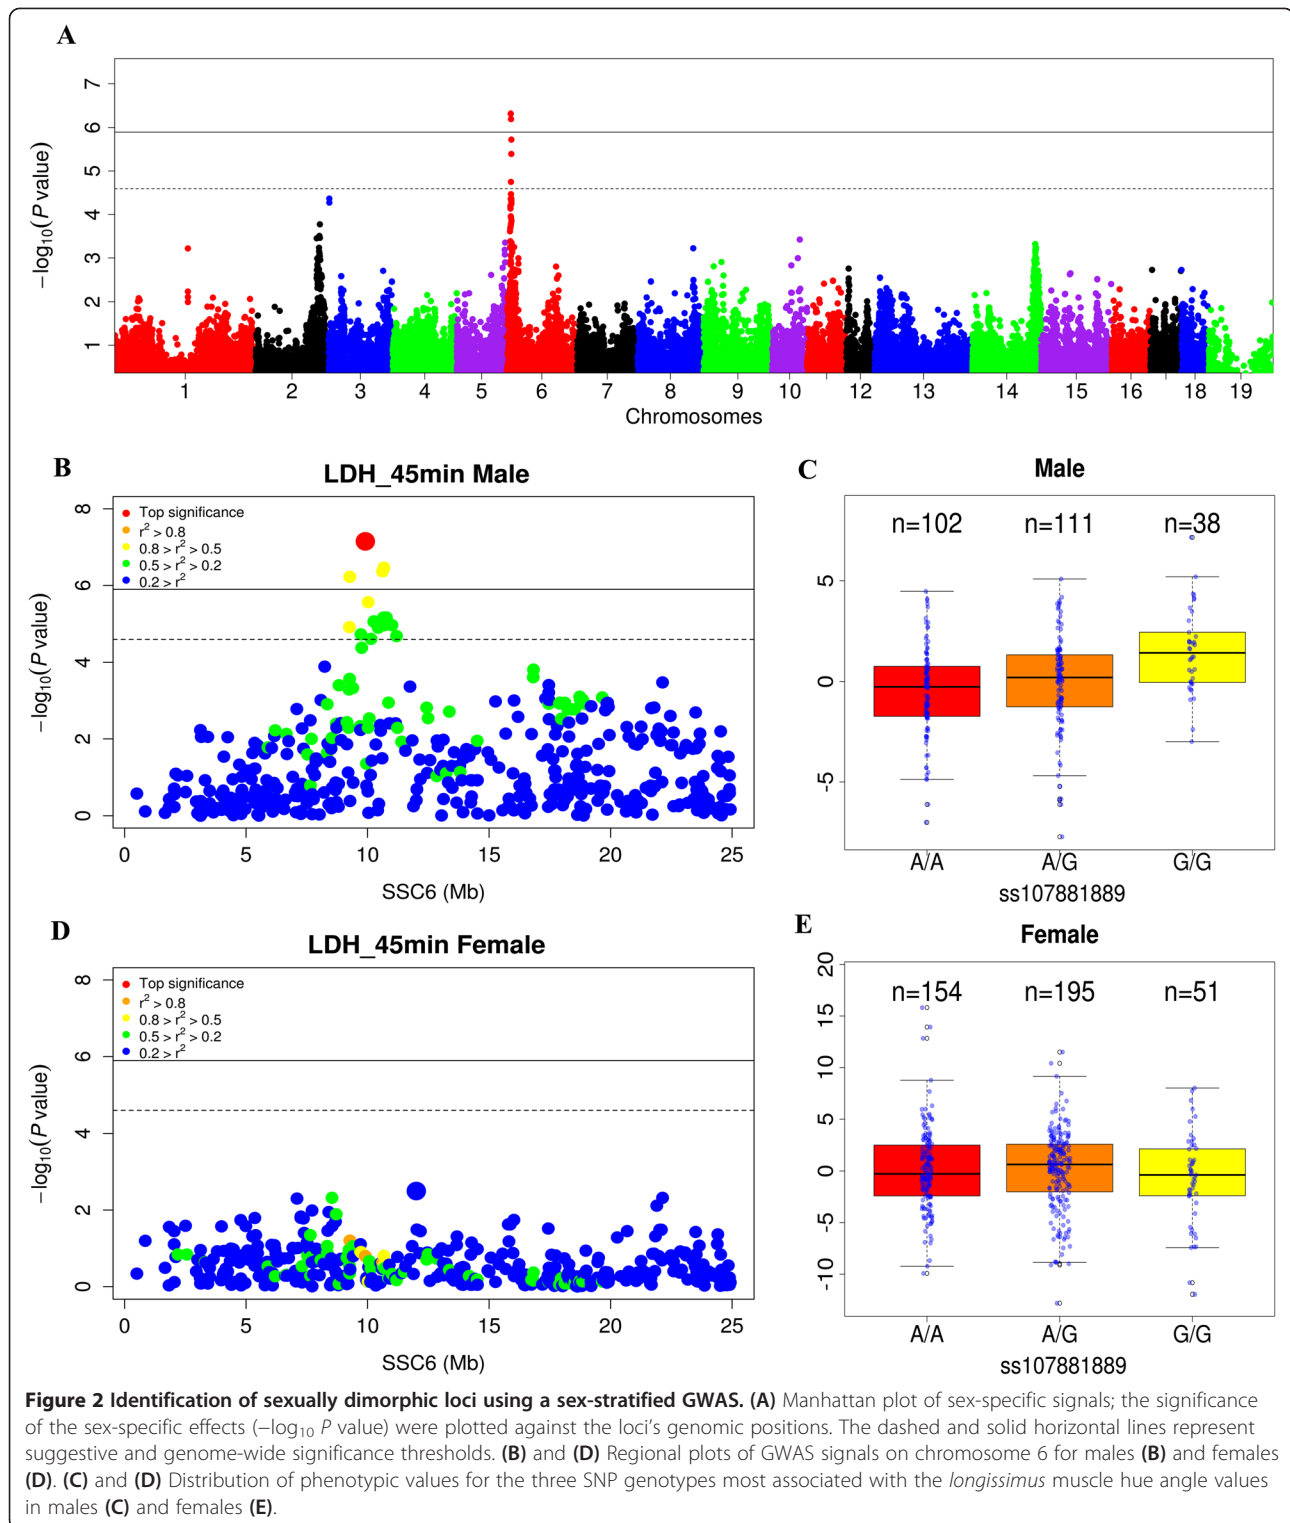 A
7
6
5
4
3
2
1
−log10(P value)
1 2 3 4 5 6 7 8 9 10 12 13 14 15 16 18 19
Chromosomes
B
LDH_45min Male
Top significance
r2 > 0.8
0.8 > r2 > 0.5
0.5 > r2 > 0.2
0.2 > r2
8
6
4
2
0
−log10(P value)
0 5 10 15 20 25
SSC6 (Mb)
C
Male
n=102 n=111 n=38
5
0
-5
A/A A/G G/G
ss107881889
D
LDH_45min Female
Top significance
r2 > 0.8
0.8 > r2 > 0.5
0.5 > r2 > 0.2
0.2 > r2
8
6
4
2
0
−log10(P value)
0 5 10 15 20 25
SSC6 (Mb)
E
Female
n=154 n=195 n=51
20
15
10
5
0
-5
-10
A/A A/G G/G
ss107881889
Figure 2 Identification of sexually dimorphic loci using a sex-stratified GWAS. (A) Manhattan plot of sex-specific signals; the significance
of the sex-specific effects (−log10 P value) were plotted against the loci's genomic positions. The dashed and solid horizontal lines represent
suggestive and genome-wide significance thresholds. (B) and (D) Regional plots of GWAS signals on chromosome 6 for males (B) and females
(D). (C) and (D) Distribution of phenotypic values for the three SNP genotypes most associated with the longissimus muscle hue angle values
in males (C) and females (E).